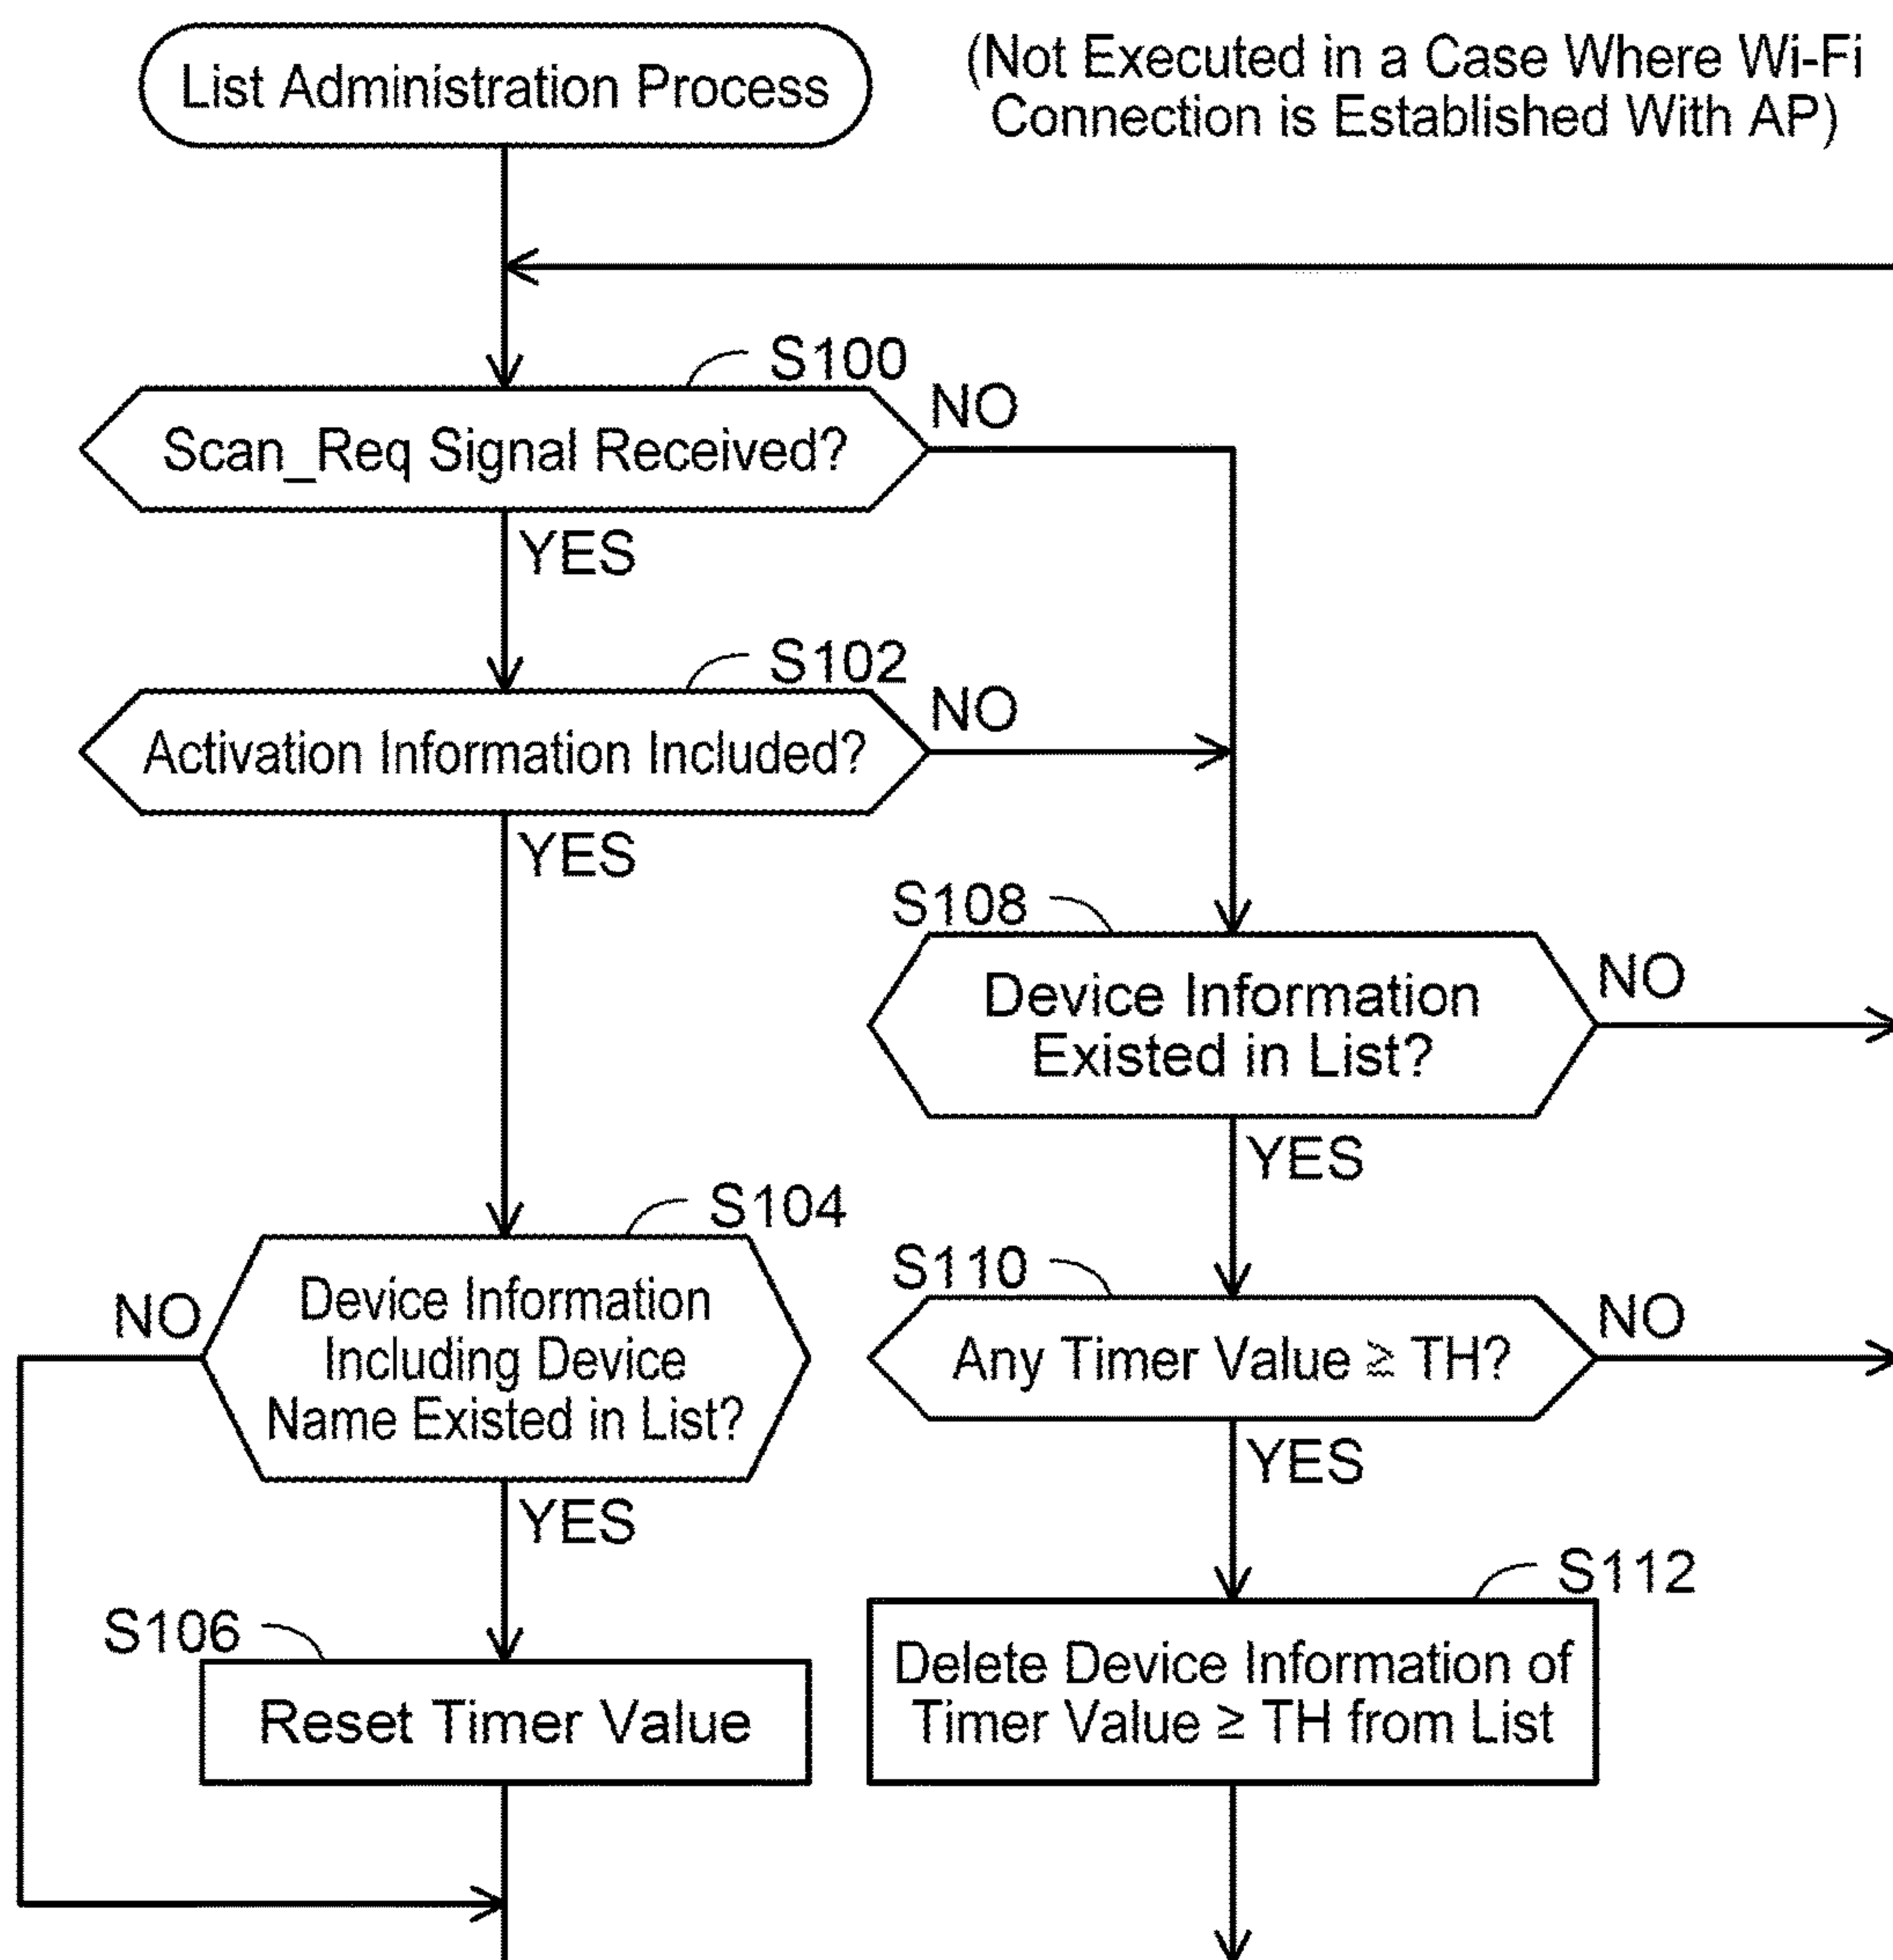 List Administration Process
(Not Executed in a Case Where Wi-Fi
Connection is Established With AP)
S100
Scan_Req Signal Received?
NO
YES
S102
Activation Information Included?
NO
YES
S108
Device Information
Existed in List?
NO
YES
S104
Device Information
Including Device
Name Existed in List?
NO
YES
S110
Any Timer Value ≥ TH?
NO
YES
S106
Reset Timer Value
S112
Delete Device Information of
Timer Value ≥ TH from List